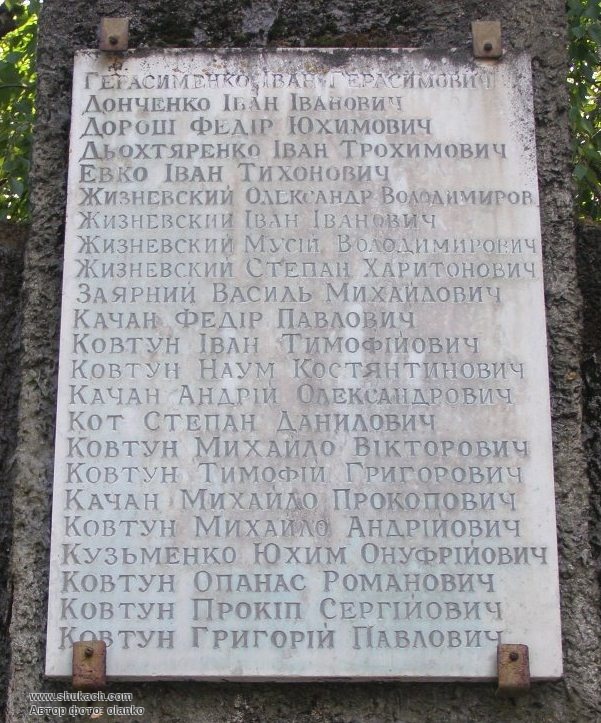 ГЕРАСИМЕНКО ІВАН ГЕРАСИМОВИЧ
ДОНЧЕНКО ІВАН ІВАНОВИЧ
ДОРОШ ФЕДІР ЮХИМОВИЧ
ДЬОХТЯРЕНКО ІВАН ТРОХИМОВИЧ
ЕВКО ІВАН ТИХОНОВИЧ
ЖИЗНЕВСКИЙ ОЛЕКСАНДР ВОЛОДИМИРОВ
ЖИЗНЕВСКИЙ ІВАН ІВАНОВИЧ
ЖИЗНЕВСКИЙ МУСІЙ ВОЛОДИМИРОВИЧ
ЖИЗНЕВСКИЙ СТЕПАН ХАРИТОНОВИЧ
ЗАЯРНИЙ ВАСИЛЬ МИХАЙЛОВИЧ
КАЧАН ФЕДІР ПАВЛОВИЧ
КОВТУН ІВАН ТИМОФІЙОВИЧ
КОВТУН НАУМ КОСТЯНТИНОВИЧ
КАЧАН АНДРІЙ ОЛЕКСАНДРОВИЧ
КОТ СТЕПАН ДАНИЛОВИЧ
КОВТУН МИХАЙЛО ВІКТОРОВИЧ
КОВТУН ТИМОФІЙ ГРИГОРОВИЧ
КАЧАН МИХАЙЛО ПРОКОПОВИЧ
КОВТУН МИХАЙЛО АНДРІЙОВИЧ
КУЗЬМЕНКО ЮХИМ ОНУФРІЙОВИЧ
КОВТУН ОПАНАС РОМАНОВИЧ
КОВТУН ПРОКІП СЕРГІЙОВИЧ
КОВТУН ГРИГОРІЙ ПАВЛОВИЧ
www.shukach.com
Автор фото: olanko